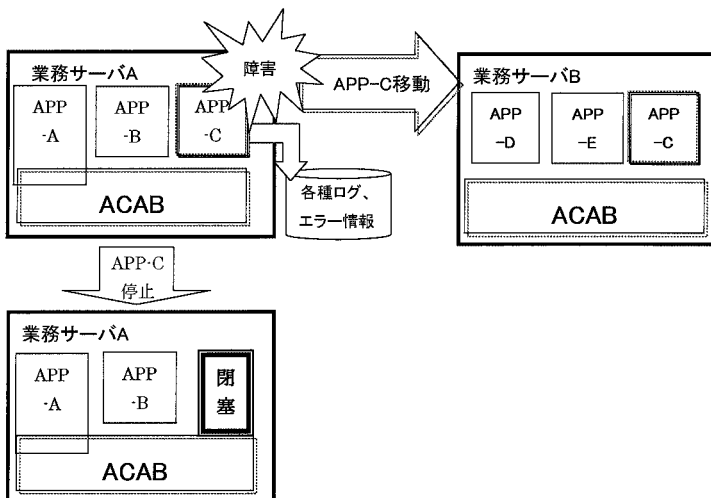 障害
業務サーバA
APP
-A
APP
-B
APP
-C
ACAB
各種ログ、
エラー情報
APP-C移動
業務サーバB
APP
-D
APP
-E
APP
-C
ACAB
APP-C
停止
業務サーバA
APP
-A
APP
-B
閉
塞
ACAB